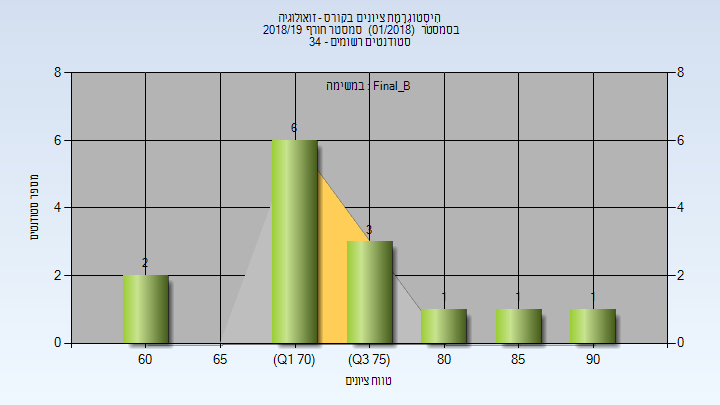 היסטוגרמת ציונים בקורס - זואולוגיה
בסמסטר (01/2018) סמסטר חורף 2018/19
סטודנטים רשומים - 34
במשימה : Final_B
8 8
6 6
4 4
2 2
0 0
מספר סטודנטים
2
6
3
1
1
1
60 65 (Q1 70) (Q3 75) 80 85 90
טווח ציונים